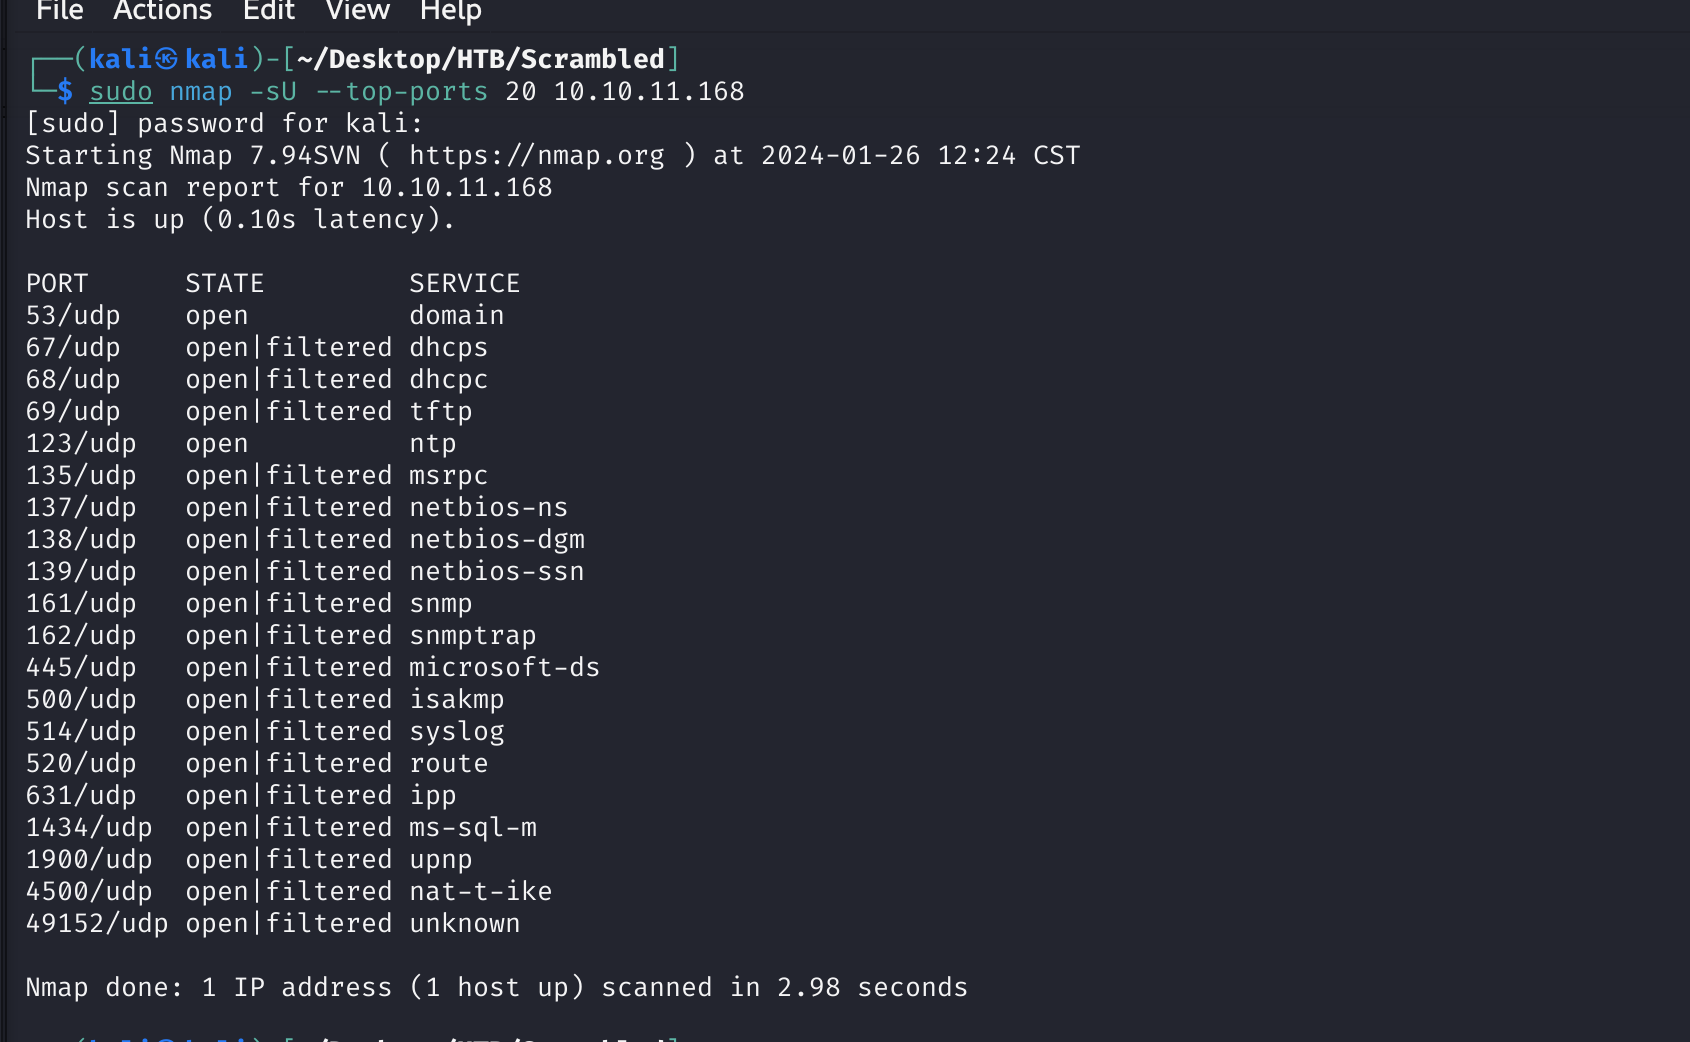 File Actions Edit View Help
┌──(kali㉿kali)-[~/Desktop/HTB/Scrambled]
└─$ sudo nmap -sU --top-ports 20 10.10.11.168
[sudo] password for kali:
Starting Nmap 7.94SVN ( https://nmap.org ) at 2024-01-26 12:24 CST
Nmap scan report for 10.10.11.168
Host is up (0.10s latency).

PORT      STATE         SERVICE
53/udp    open          domain
67/udp    open|filtered dhcps
68/udp    open|filtered dhcpc
69/udp    open|filtered tftp
123/udp   open          ntp
135/udp   open|filtered msrpc
137/udp   open|filtered netbios-ns
138/udp   open|filtered netbios-dgm
139/udp   open|filtered netbios-ssn
161/udp   open|filtered snmp
162/udp   open|filtered snmptrap
445/udp   open|filtered microsoft-ds
500/udp   open|filtered isakmp
514/udp   open|filtered syslog
520/udp   open|filtered route
631/udp   open|filtered ipp
1434/udp  open|filtered ms-sql-m
1900/udp  open|filtered upnp
4500/udp  open|filtered nat-t-ike
49152/udp open|filtered unknown

Nmap done: 1 IP address (1 host up) scanned in 2.98 seconds